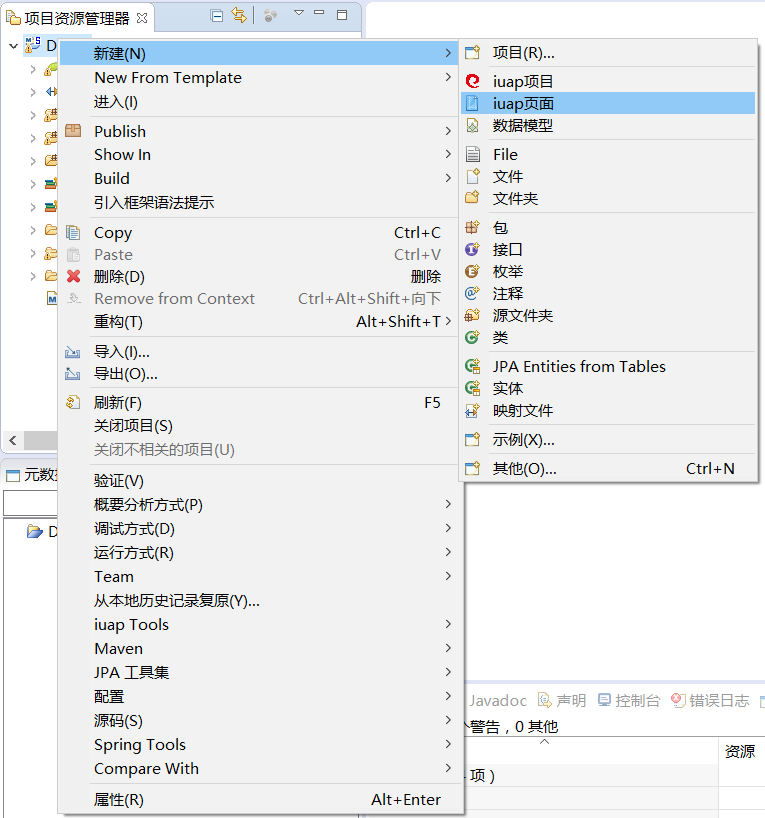 项目资源管理器
D
新建(N)
New From Template
进入(I)
Publish
Show In
Build
引入框架语法提示
Copy Ctrl+C
Paste Ctrl+V
删除(D) 删除
Remove from Context Ctrl+Alt+Shift+向下
重构(T) Alt+Shift+T
导入(I)...
导出(O)...
刷新(F) F5
关闭项目(S)
关闭不相关的项目(U)
验证(V)
概要分析方式(P)
调试方式(D)
运行方式(R)
Team
从本地历史记录复原(Y)...
iuap Tools
Maven
JPA 工具集
配置
源码(S)
Spring Tools
Compare With
属性(R) Alt+Enter
项目(R)...
iuap项目
iuap页面
数据模型
File
文件
文件夹
包
接口
枚举
注释
源文件夹
类
JPA Entities from Tables
实体
映射文件
示例(X)...
其他(O)... Ctrl+N
元数
D
Javadoc 声明 控制台 错误日志
警告，0 其他
资源
项）